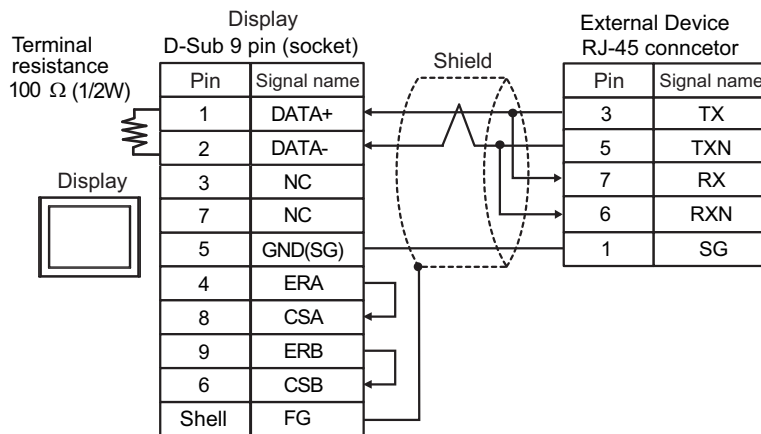 Display
D-Sub 9 pin (socket)
Terminal
resistance
100 Ω (1/2W)
Display
Shield
External Device
RJ-45 conncetor
Pin Signal name
1 DATA+
2 DATA-
3 NC
7 NC
5 GND(SG)
4 ERA
8 CSA
9 ERB
6 CSB
Shell FG
Pin Signal name
3 TX
5 TXN
7 RX
6 RXN
1 SG